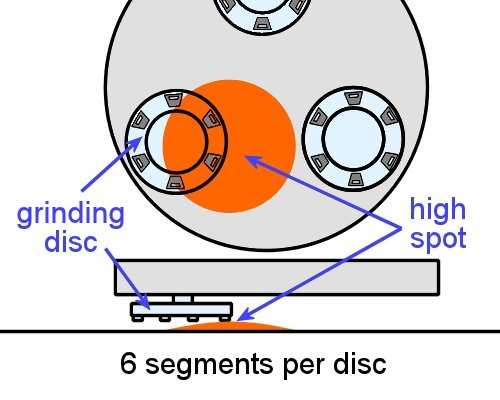 grinding
disc
high
spot
6 segments per disc